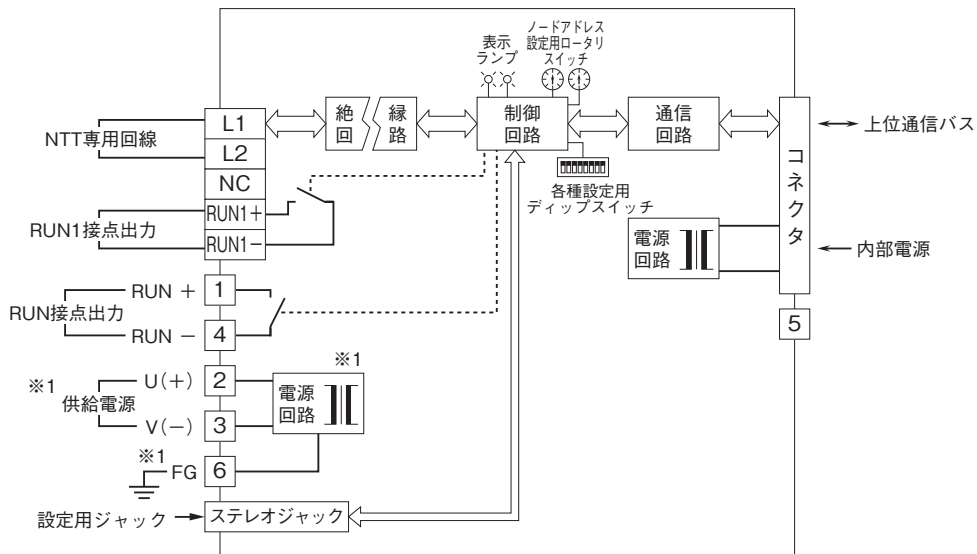 ノードアドレス
設定用ロータリ
スイッチ
表示
ランプ
絶 縁
回 路
制御
回路
通信
回路
コネクタ
上位通信バス
NTT専用回線
L1
L2
NC
RUN1+
RUN1−
RUN1接点出力
各種設定用
ディップスイッチ
電源
回路
内部電源
RUN +
1
RUN接点出力
RUN −
4
5
※1
供給電源
U(+)
2
V(−)
3
※1
電源
回路
※1
FG
6
設定用ジャック
ステレオジャック